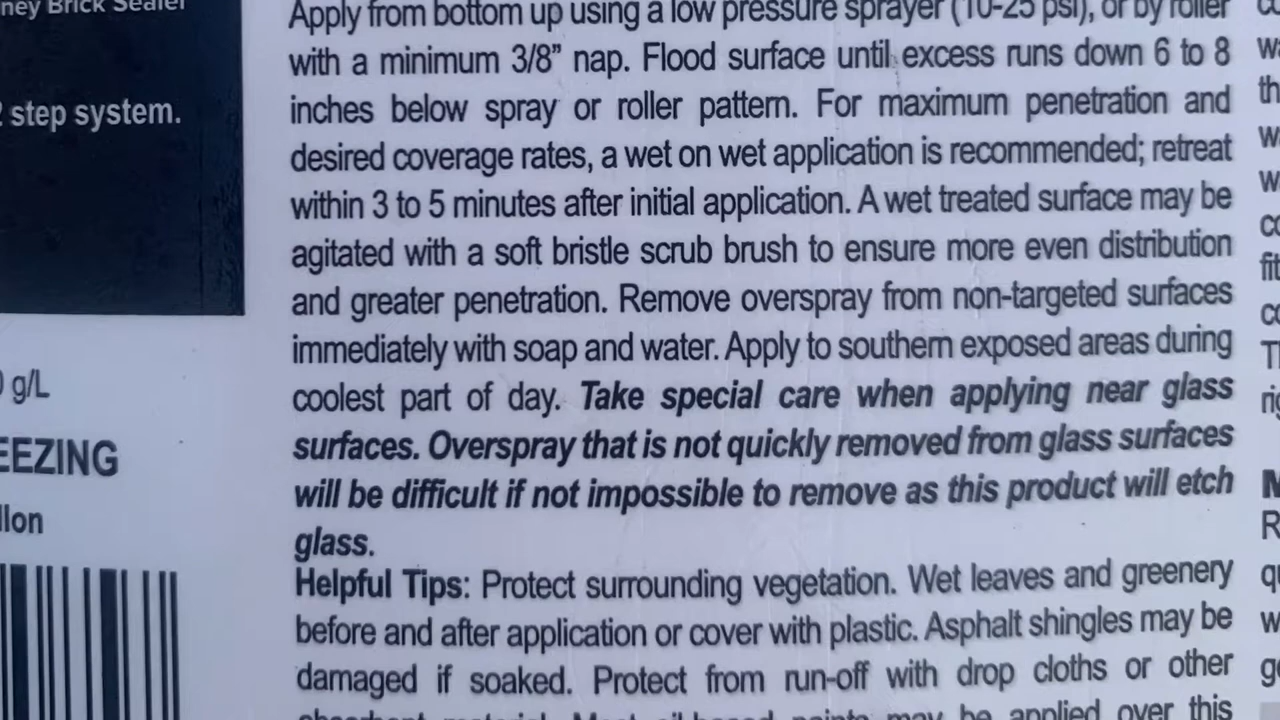 ney Brick Sealer
step system.
g/L
EEZING
llon
Apply from bottom up using a low pressure sprayer (10-25 psi), or by roller
with a minimum 3/8” nap. Flood surface until excess runs down 6 to 8
inches below spray or roller pattern. For maximum penetration and
desired coverage rates, a wet on wet application is recommended; retreat
within 3 to 5 minutes after initial application. A wet treated surface may be
agitated with a soft bristle scrub brush to ensure more even distribution
and greater penetration. Remove overspray from non-targeted surfaces
immediately with soap and water. Apply to southern exposed areas during
coolest part of day. Take special care when applying near glass
surfaces. Overspray that is not quickly removed from glass surfaces
will be difficult if not impossible to remove as this product will etch
glass.
Helpful Tips: Protect surrounding vegetation. Wet leaves and greenery
before and after application or cover with plastic. Asphalt shingles may be
damaged if soaked. Protect from run-off with drop cloths or other
may be applied over this